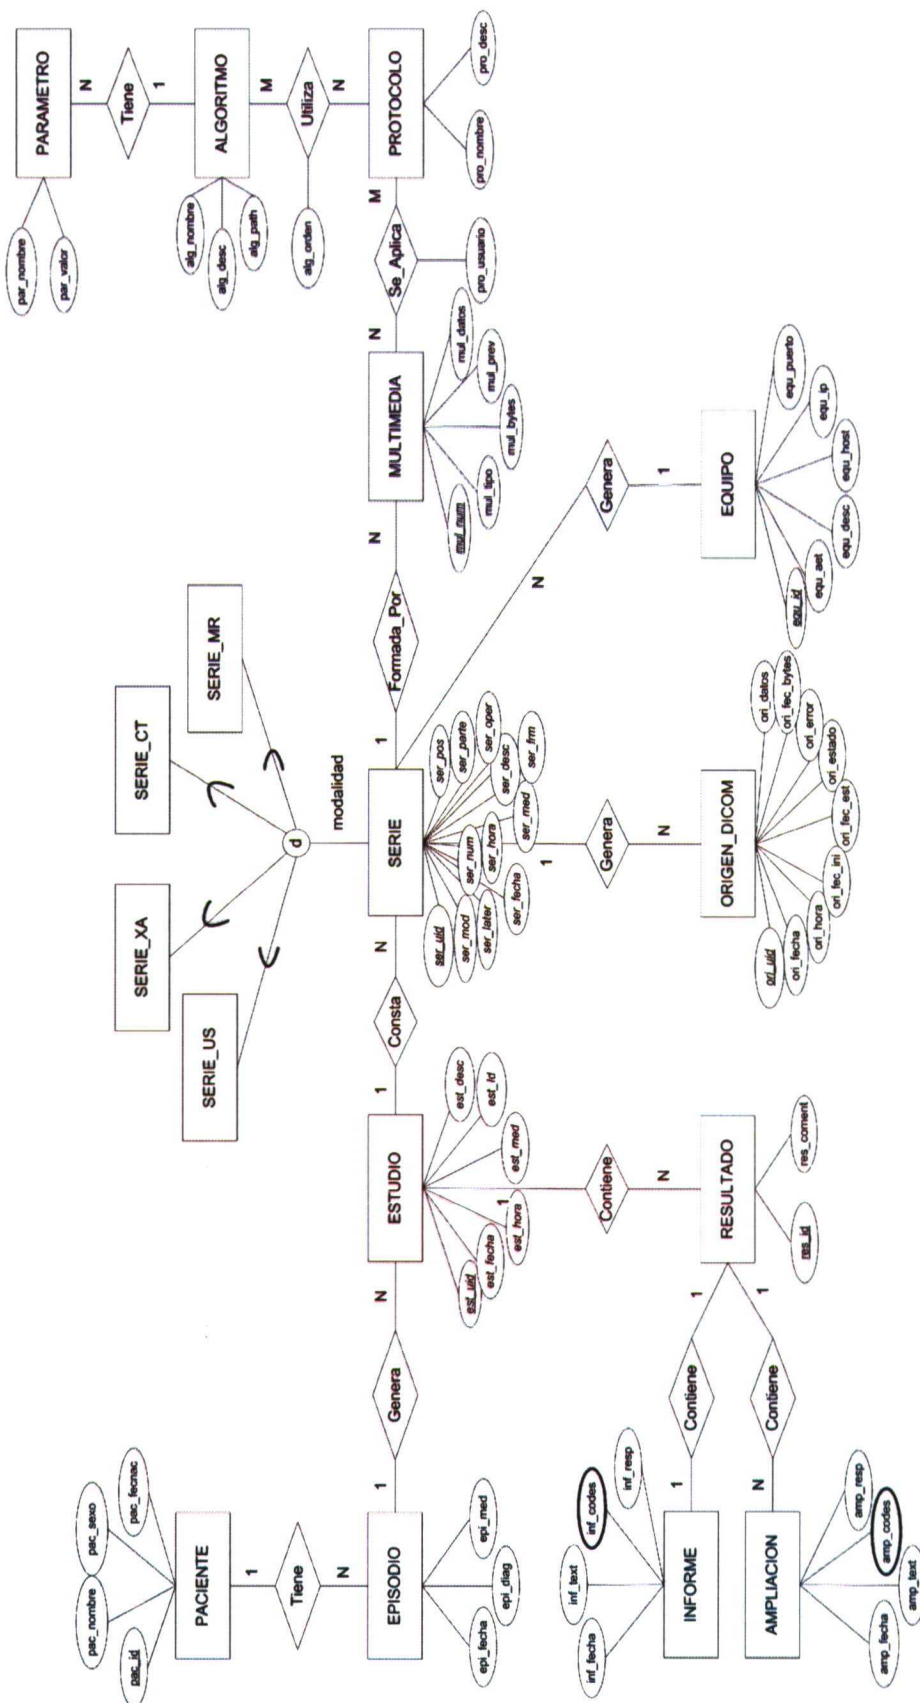 PACIENTE
pac_id
pac_nombre
pac_sexo
pac_fecnac
1
Tiene
N
EPISODIO
epi_fecha
epi_diag
epi_med
1
Genera
N
ESTUDIO
est_uid
est_fecha
est_hora
est_med
est_id
est_desc
1
Consta
N
SERIE
ser_uid
ser_mod
ser_later
ser_fecha
ser_num
ser_hora
ser_med
ser_frm
ser_desc
ser_oper
ser_parte
ser_pos
modalidad
d
SERIE_US
SERIE_XA
SERIE_CT
SERIE_MR
1
Formada_Por
N
MULTIMEDIA
mul_num
mul_tipo
mul_bytes
mul_prev
mul_datos
N
Se_Aplica
M
pro_usuario
PROTOCOLO
pro_nombre
pro_desc
N
Utiliza
M
alg_orden
ALGORITMO
alg_nombre
alg_desc
alg_path
1
Tiene
N
PARAMETRO
par_nombre
par_valor
1
Contiene
N
RESULTADO
res_id
res_coment
1
Contiene
1
INFORME
inf_fecha
inf_text
inf_codes
inf_resp
1
Contiene
N
AMPLIACION
amp_fecha
amp_text
amp_codes
amp_resp
1
Genera
N
ORIGEN_DICOM
ori_uid
ori_fecha
ori_hora
ori_fec_ini
ori_fec_est
ori_estado
ori_error
ori_fec_bytes
ori_datos
N
Genera
1
EQUIPO
equ_id
equ_aet
equ_desc
equ_host
equ_ip
equ_puerto